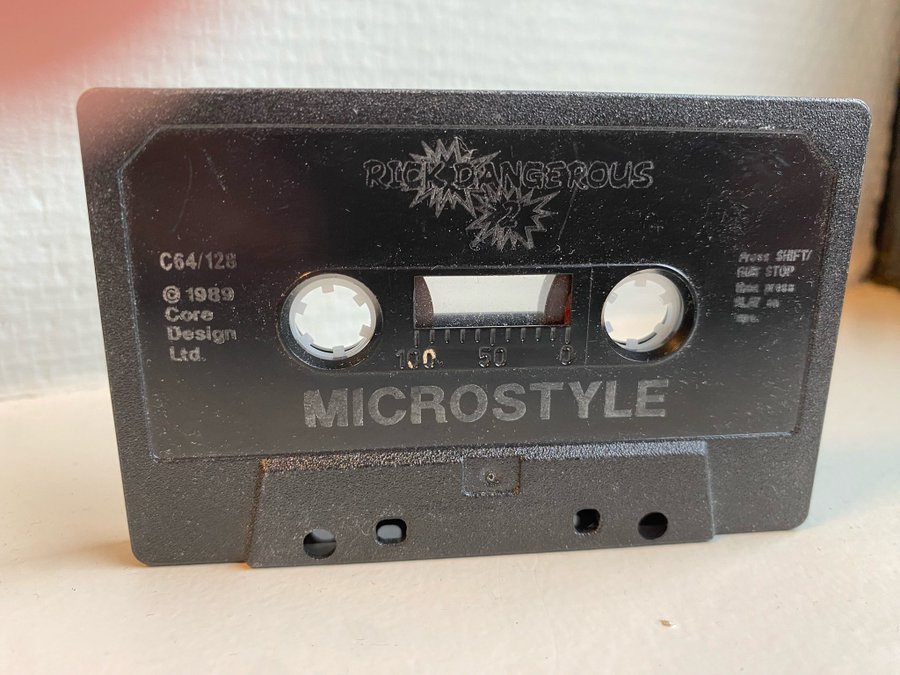 RICK DANGEROUS
2
C64/128
© 1989
Core
Design
Ltd.
Press SHIFT/
RUN STOP
then press
PLAY on
tape.
100 50 0
MICROSTYLE